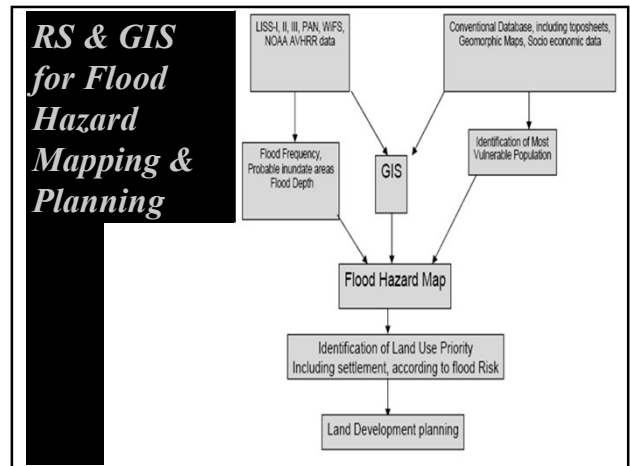 RS & GIS
for Flood
Hazard
Mapping &
Planning
LISS-I, II, III, PAN, WiFS,
NOAA AVHRR data
Conventional Database, including toposheets,
Geomorphic Maps, Socio economic data
Flood Frequency,
Probable inundate areas
Flood Depth
GIS
Identification of Most
Vulnerable Population
Flood Hazard Map
Identification of Land Use Priority
Including settlement, according to flood Risk
Land Development planning